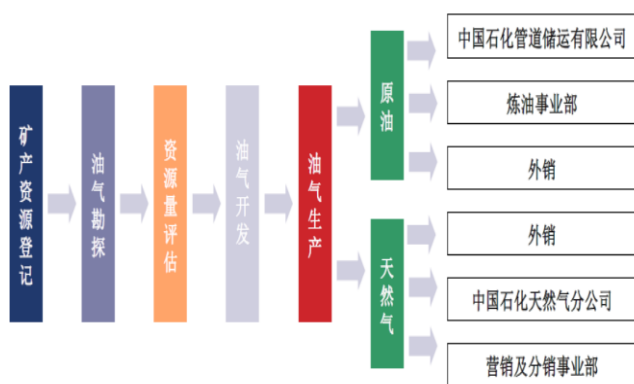 矿产资源登记
油气勘探
资源量评估
油气开发
油气生产
原油
中国石化管道储运有限公司
炼油事业部
外销
天然气
外销
中国石化天然气分公司
营销及分销事业部